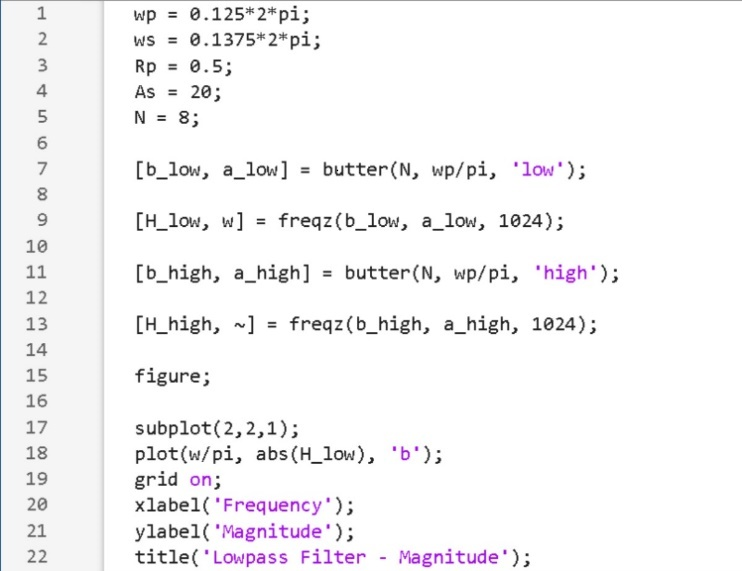 1 wp = 0.125*2*pi;
2 ws = 0.1375*2*pi;
3 Rp = 0.5;
4 As = 20;
5 N = 8;
6
7 [b_low, a_low] = butter(N, wp/pi, 'low');
8
9 [H_low, w] = freqz(b_low, a_low, 1024);
10
11 [b_high, a_high] = butter(N, wp/pi, 'high');
12
13 [H_high, ~] = freqz(b_high, a_high, 1024);
14
15 figure;
16
17 subplot(2,2,1);
18 plot(w/pi, abs(H_low), 'b');
19 grid on;
20 xlabel('Frequency');
21 ylabel('Magnitude');
22 title('Lowpass Filter - Magnitude');